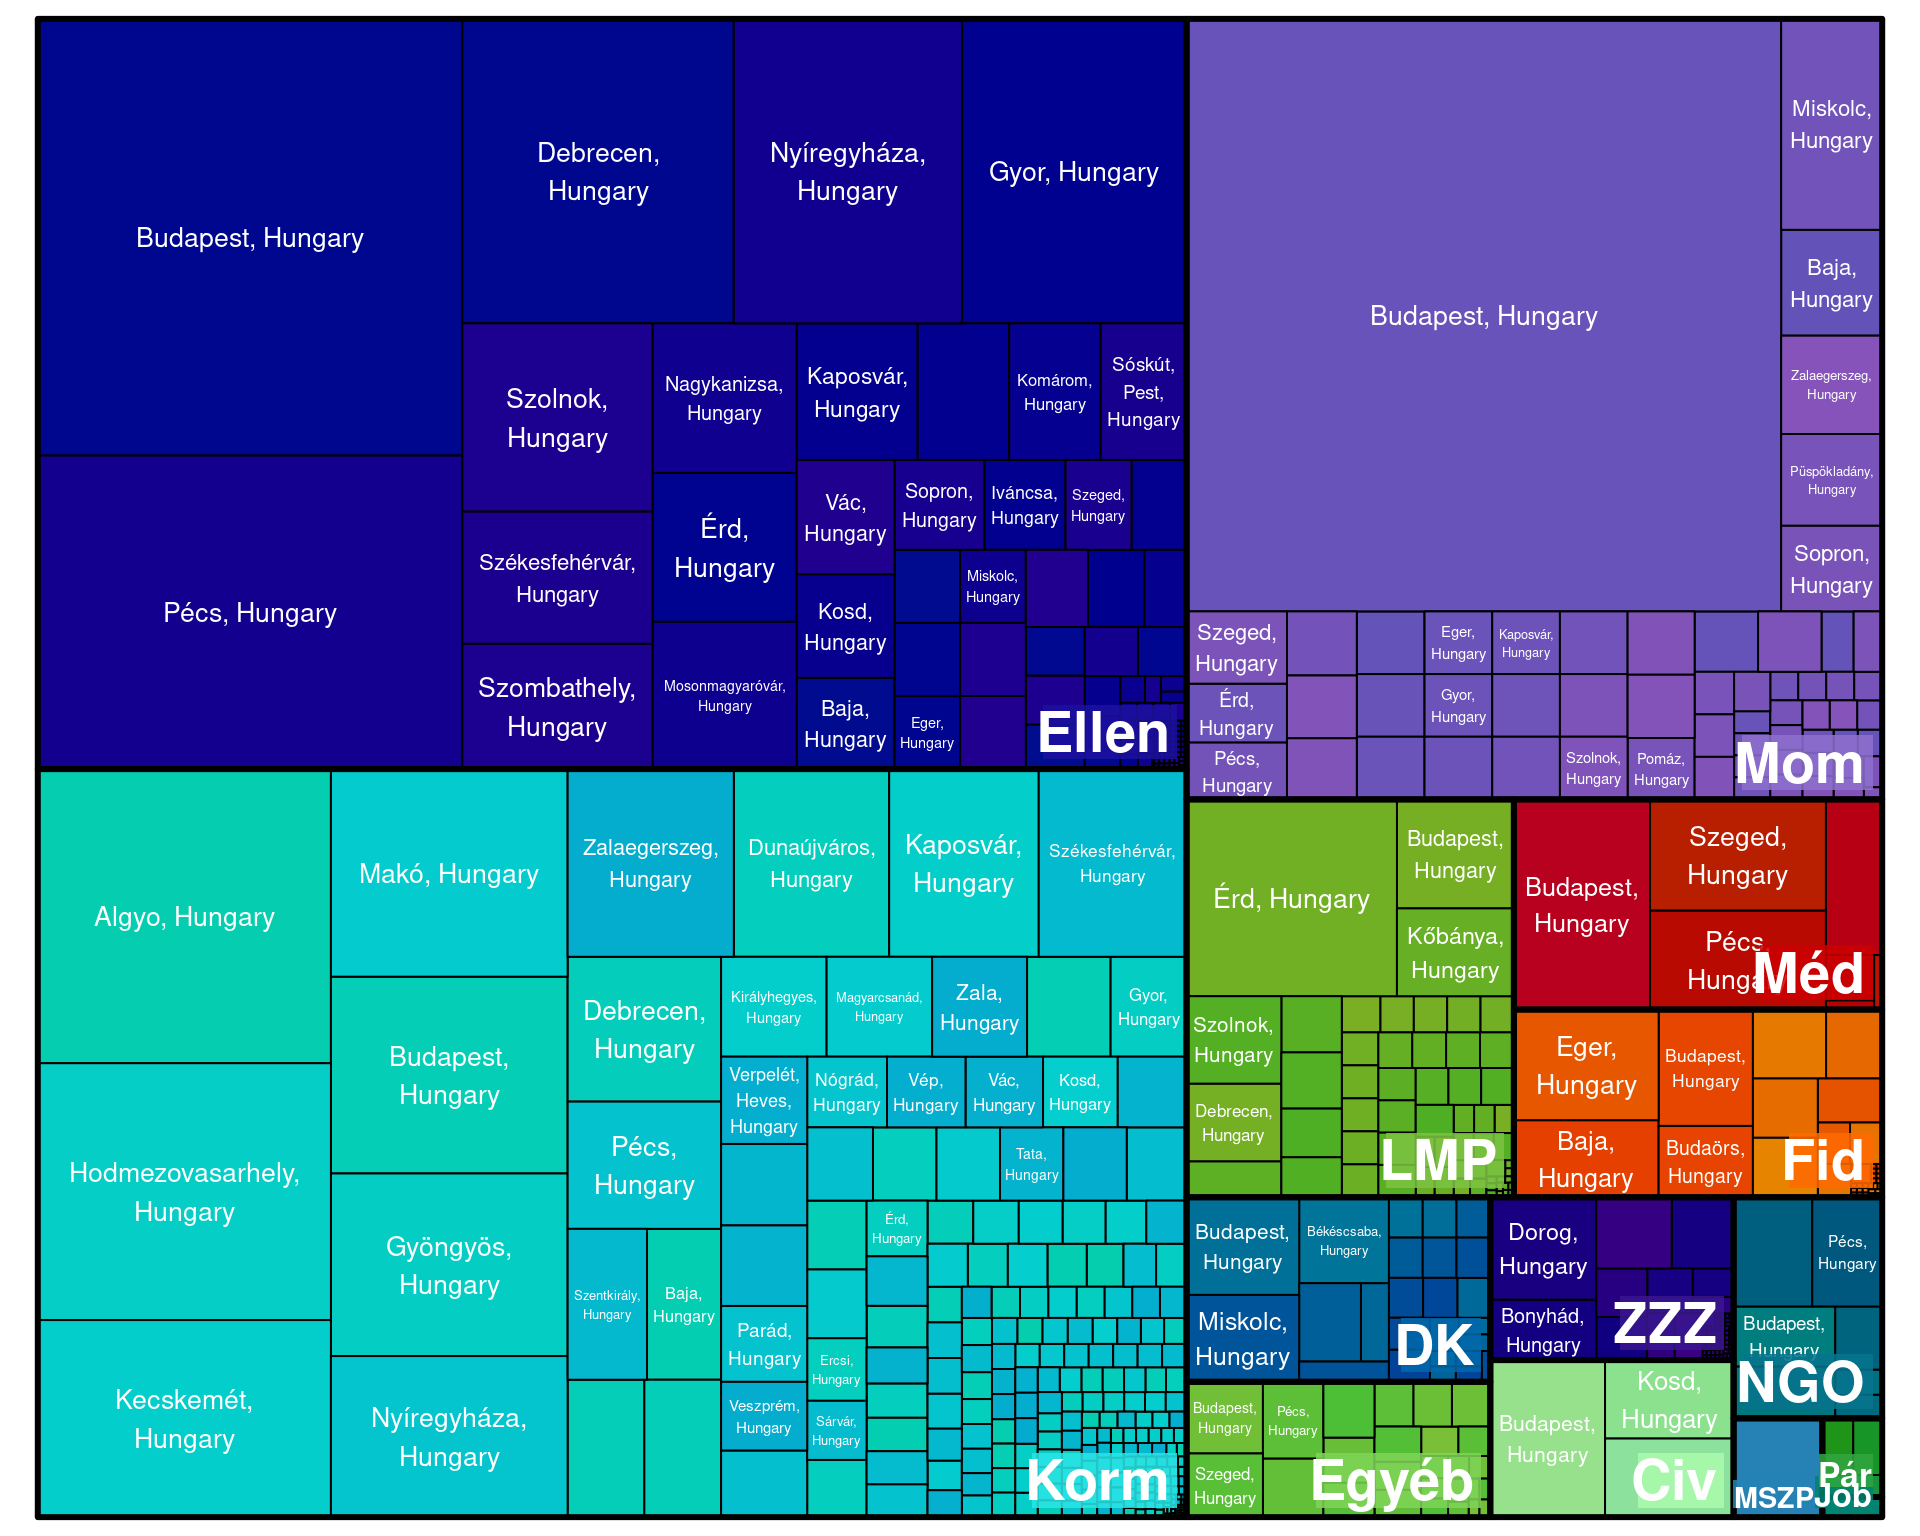 Budapest, Hungary
Pécs, Hungary
Debrecen,
Hungary
Nyíregyháza,
Hungary
Gyor, Hungary
Szolnok,
Hungary
Székesfehérvár,
Hungary
Szombathely,
Hungary
Nagykanizsa,
Hungary
Érd,
Hungary
Mosonmagyaróvár,
Hungary
Kaposvár,
Hungary
Komárom,
Hungary
Sóskút,
Pest,
Hungary
Vác,
Hungary
Kosd,
Hungary
Baja,
Hungary
Sopron,
Hungary
Iváncsa,
Hungary
Szeged,
Hungary
Miskolc,
Hungary
Eger,
Hungary
Ellen
Budapest, Hungary
Miskolc,
Hungary
Baja,
Hungary
Zalaegerszeg,
Hungary
Püspökladány,
Hungary
Sopron,
Hungary
Szeged,
Hungary
Érd,
Hungary
Pécs,
Hungary
Eger,
Hungary
Kaposvár,
Hungary
Gyor,
Hungary
Szolnok,
Hungary
Pomáz,
Hungary
Mom
Algyo, Hungary
Hodmezovasarhely,
Hungary
Kecskemét,
Hungary
Makó, Hungary
Budapest,
Hungary
Gyöngyös,
Hungary
Nyíregyháza,
Hungary
Zalaegerszeg,
Hungary
Dunaújváros,
Hungary
Kaposvár,
Hungary
Székesfehérvár,
Hungary
Debrecen,
Hungary
Pécs,
Hungary
Szentkirály,
Hungary
Baja,
Hungary
Királyhegyes,
Hungary
Magyarcsanád,
Hungary
Zala,
Hungary
Gyor,
Hungary
Verpelét,
Heves,
Hungary
Nógrád,
Hungary
Vép,
Hungary
Vác,
Hungary
Kosd,
Hungary
Tata,
Hungary
Érd,
Hungary
Parád,
Hungary
Ercsi,
Hungary
Veszprém,
Hungary
Sárvár,
Hungary
Korm
Érd, Hungary
Budapest,
Hungary
Kőbánya,
Hungary
Szolnok,
Hungary
Debrecen,
Hungary
LMP
Budapest,
Hungary
Szeged,
Hungary
Pécs,
Hungary
Méd
Eger,
Hungary
Baja,
Hungary
Budapest,
Hungary
Budaörs,
Hungary
Fid
Budapest,
Hungary
Miskolc,
Hungary
Békéscsaba,
Hungary
DK
Dorog,
Hungary
Bonyhád,
Hungary
ZZZ
Pécs,
Hungary
Budapest,
Hungary
NGO
Budapest,
Hungary
Szeged,
Hungary
Pécs,
Hungary
Egyéb
Budapest,
Hungary
Kosd,
Hungary
Civ
MSZP
Pár
Job